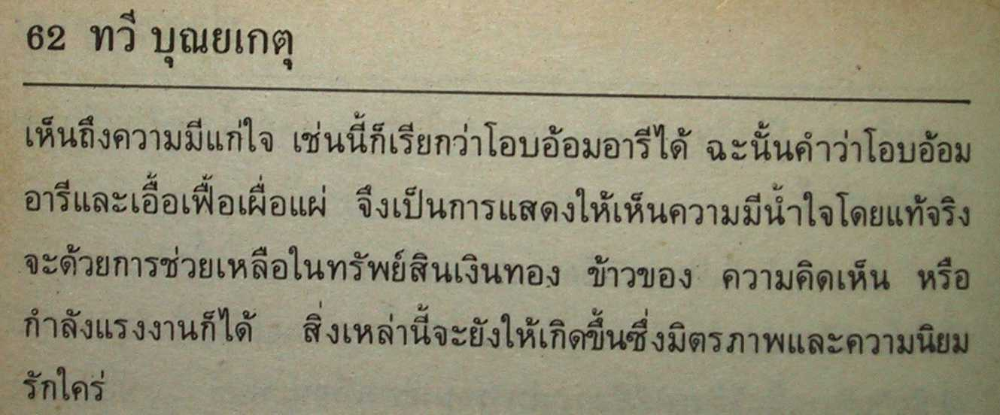 62 ทวี บุณยเกตุ
เห็นถึงความมีแก่ใจ เช่นนี้ก็เรียกว่าโอบอ้อมอารีได้ ฉะนั้นคำว่าโอบอ้อม
อารีและเอื้อเฟื้อเผื่อแผ่ จึงเป็นการแสดงให้เห็นความมีน้ำใจโดยแท้จริง
จะด้วยการช่วยเหลือในทรัพย์สินเงินทอง ข้าวของ ความคิดเห็น หรือ
กำลังแรงงานก็ได้ สิ่งเหล่านี้จะยังให้เกิดขึ้นซึ่งมิตรภาพและความนิยม
รักใคร่